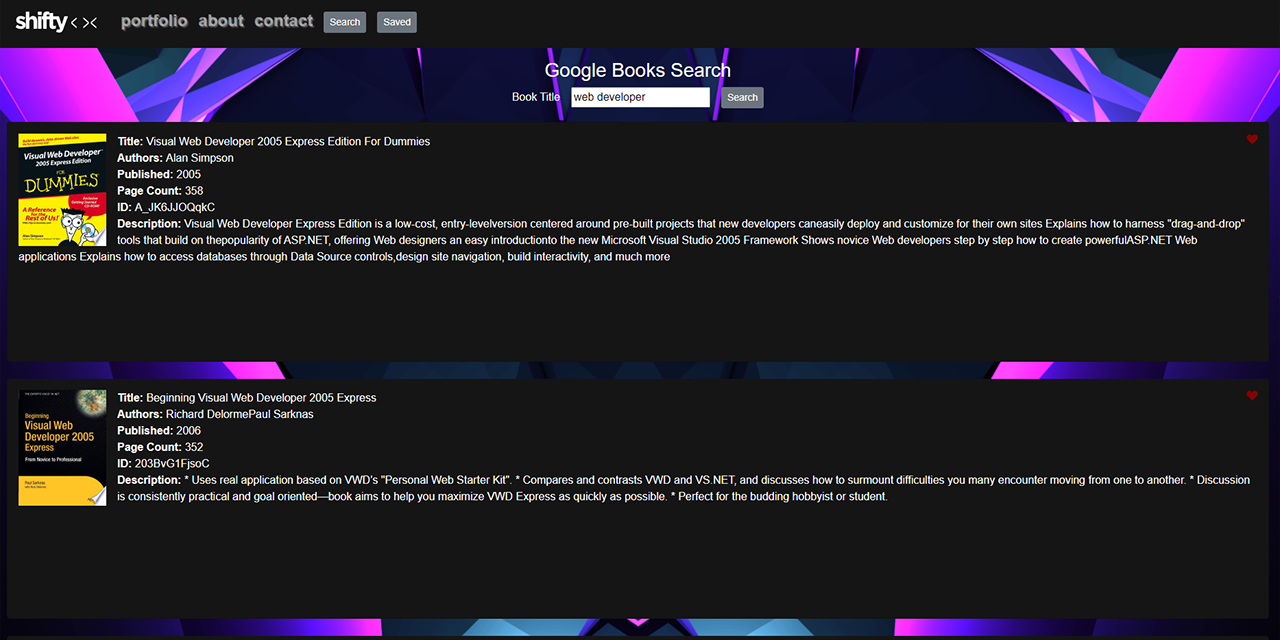 shifty < ><
portfolio about contact Search Saved
Google Books Search
Book Title web developer Search
Visual Web Developer™
2005 Express Edition
FOR
DUMMIES
A Reference
for the
Rest of Us!
Alan Simpson
Title: Visual Web Developer 2005 Express Edition For Dummies
Authors: Alan Simpson
Published: 2005
Page Count: 358
ID: A_JK6JJOQqkC
Description: Visual Web Developer Express Edition is a low-cost, entry-levelversion centered around pre-built projects that new developers caneasily deploy and customize for their own sites Explains how to harness "drag-and-drop"
tools that build on thepopularity of ASP.NET, offering Web designers an easy introductionto the new Microsoft Visual Studio 2005 Framework Shows novice Web developers step by step how to create powerfulASP.NET Web
applications Explains how to access databases through Data Source controls,design site navigation, build interactivity, and much more
Beginning
Visual Web
Developer 2005
Express
From Novice to Professional
Paul Sarknas
Title: Beginning Visual Web Developer 2005 Express
Authors: Richard DelormePaul Sarknas
Published: 2006
Page Count: 352
ID: 203BvG1FjsoC
Description: * Uses real application based on VWD's "Personal Web Starter Kit". * Compares and contrasts VWD and VS.NET, and discusses how to surmount difficulties you many encounter moving from one to another. * Discussion
is consistently practical and goal oriented—book aims to help you maximize VWD Express as quickly as possible. * Perfect for the budding hobbyist or student.